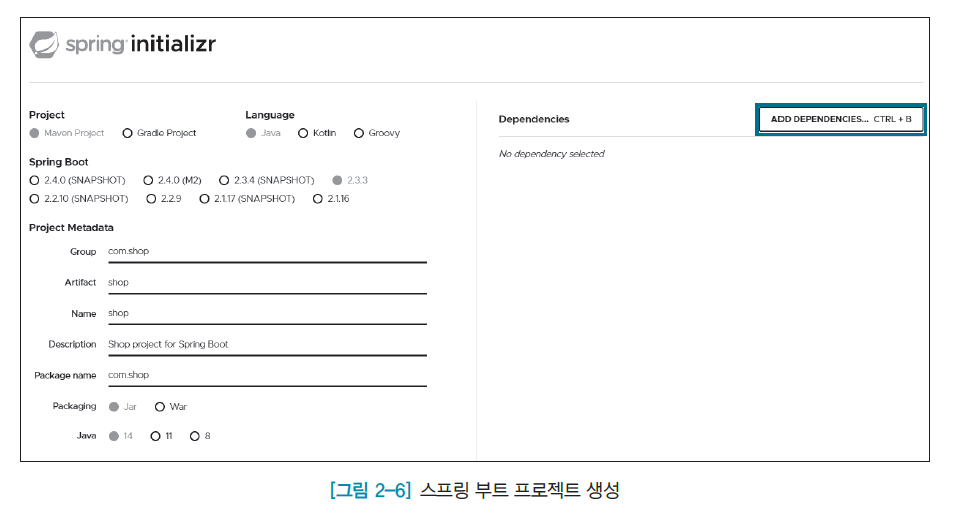 spring initializr
Project
Maven Project Gradle Project
Language
Java Kotlin Groovy
Spring Boot
2.4.0 (SNAPSHOT) 2.4.0 (M2) 2.3.4 (SNAPSHOT) 2.3.3
2.2.10 (SNAPSHOT) 2.2.9 2.1.17 (SNAPSHOT) 2.1.16
Project Metadata
Group com.shop
Artifact shop
Name shop
Description Shop project for Spring Boot
Package name com.shop
Packaging Jar War
Java 14 11 8
Dependencies
ADD DEPENDENCIES... CTRL + B
No dependency selected
[그림 2-6] 스프링 부트 프로젝트 생성